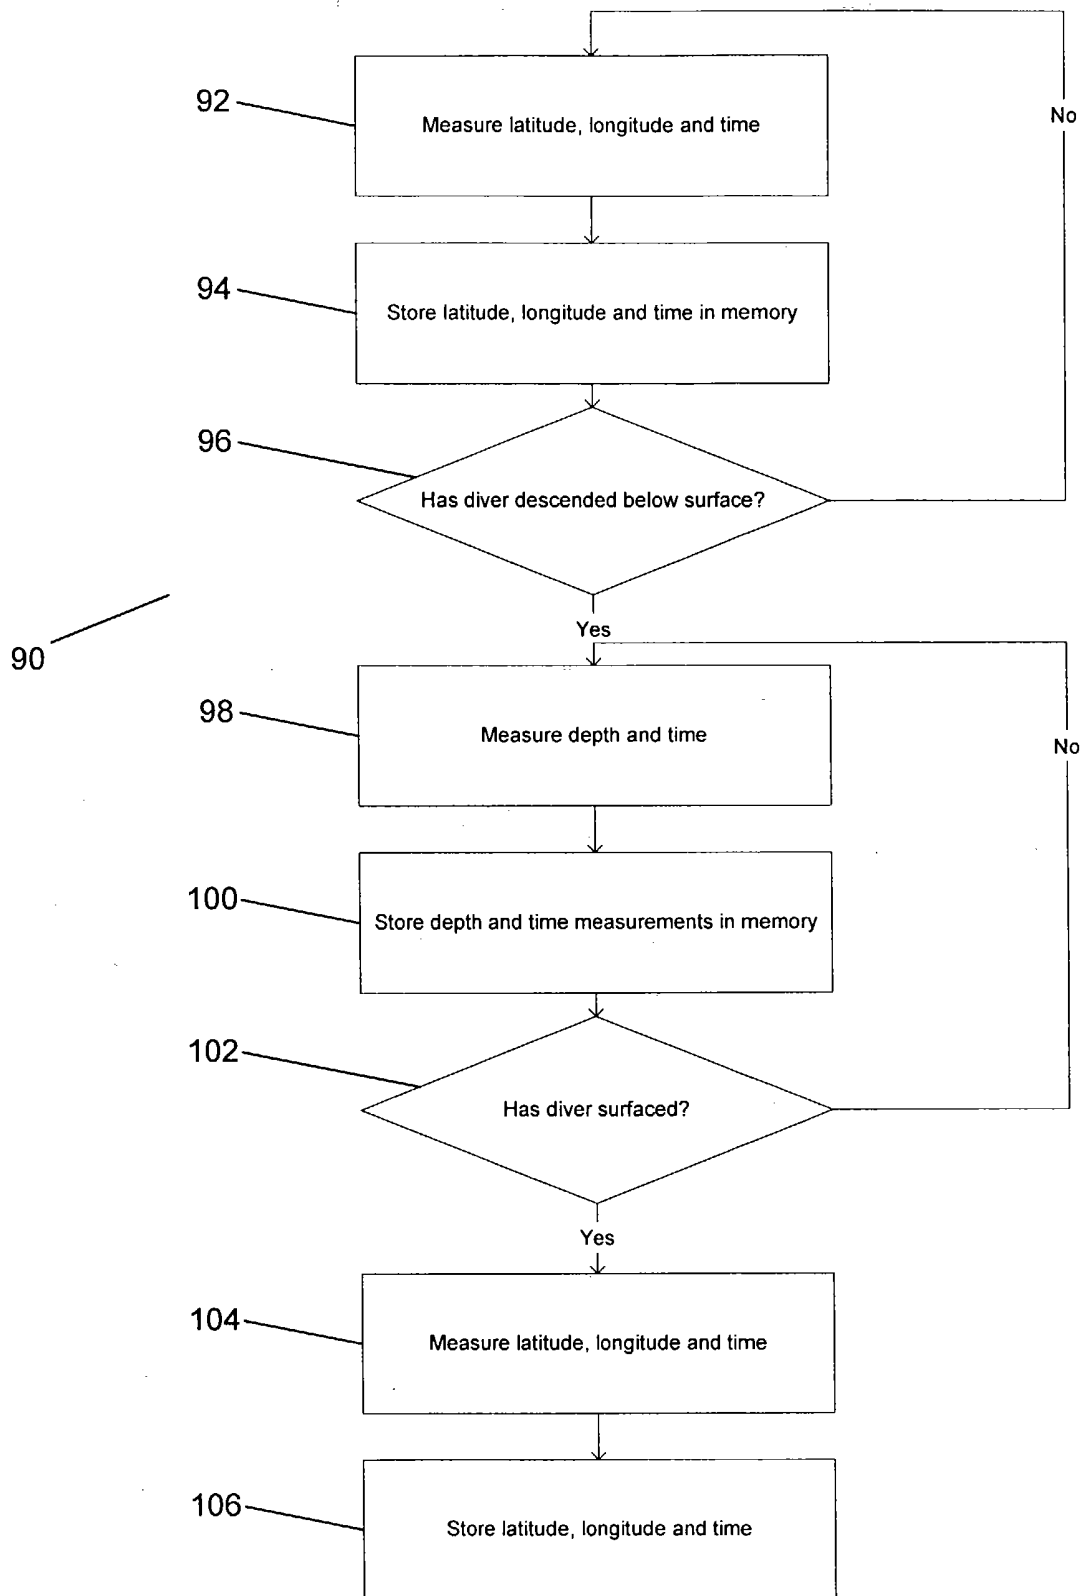 92
Measure latitude, longitude and time
No
94
Store latitude, longitude and time in memory
96
Has diver descended below surface?
Yes
90
98
Measure depth and time
No
100
Store depth and time measurements in memory
102
Has diver surfaced?
Yes
104
Measure latitude, longitude and time
106
Store latitude, longitude and time